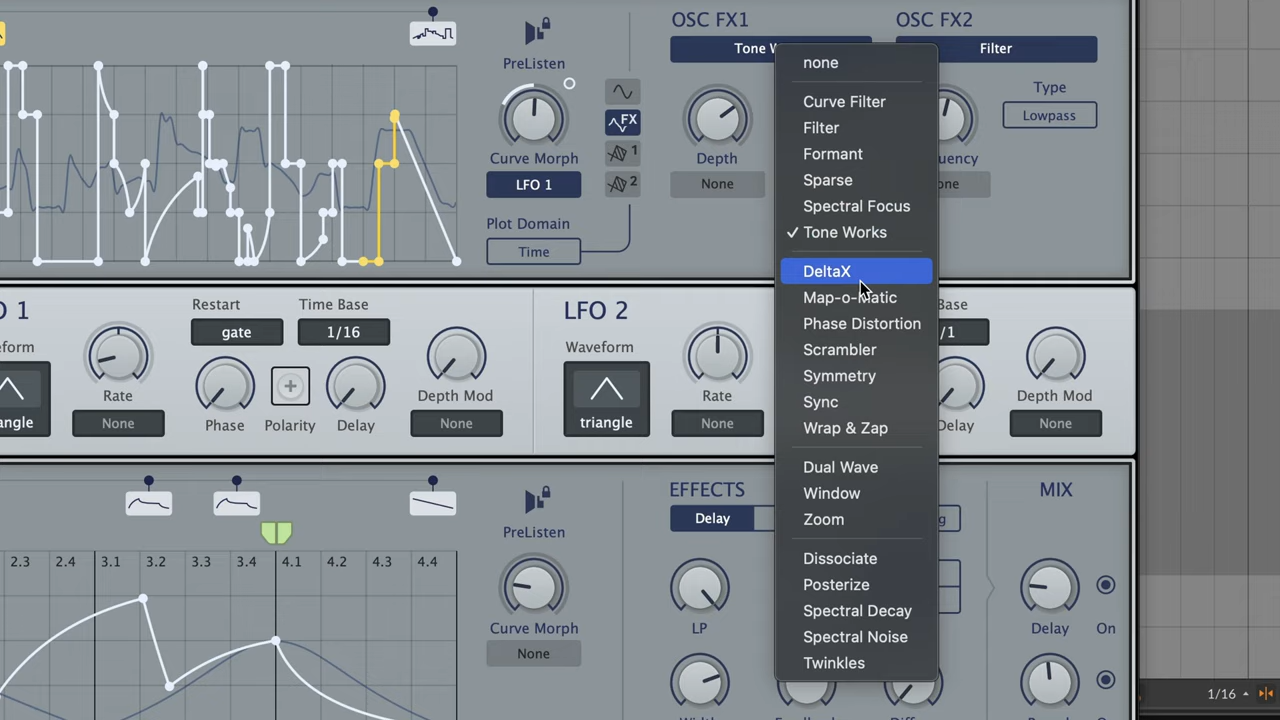 OSC FX1
OSC FX2
Tone W
Filter
PreListen
FX
1
2
Curve Morph
LFO 1
Plot Domain
Time
Depth
None
Type
Lowpass
none
Curve Filter
Filter
Formant
Sparse
Spectral Focus
✓ Tone Works
DeltaX
Map-o-Matic
Phase Distortion
Scrambler
Symmetry
Sync
Wrap & Zap
Dual Wave
Window
Zoom
Dissociate
Posterize
Spectral Decay
Spectral Noise
Twinkles
uency
one
O 1
Restart
Time Base
gate
1/16
form
angle
Rate
None
Phase
Polarity
Delay
Depth Mod
None
LFO 2
Waveform
triangle
Rate
None
Base
/1
Delay
Depth Mod
None
2.3
2.4
3.1
3.2
3.3
3.4
4.1
4.2
4.3
4.4
PreListen
Curve Morph
None
EFFECTS
Delay
g
LP
Width
MIX
Delay
On
1/16